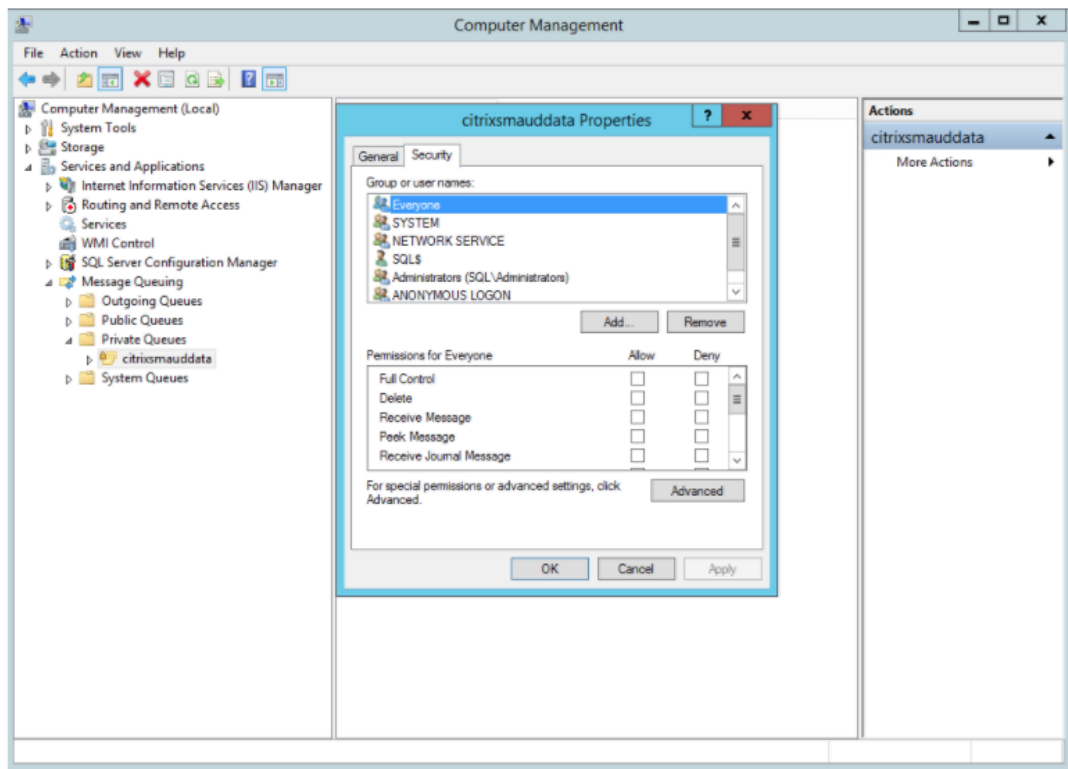 Computer Management
File Action View Help
Computer Management (Local)
System Tools
Storage
Services and Applications
Internet Information Services (IIS) Manager
Routing and Remote Access
Services
WMI Control
SQL Server Configuration Manager
Message Queuing
Outgoing Queues
Public Queues
Private Queues
citrixsmauddata
System Queues
citrixsmauddata Properties
? x
General Security
Group or user names:
Everyone
SYSTEM
NETWORK SERVICE
SQL$
Administrators (SQL\Administrators)
ANONYMOUS LOGON
Add... Remove
Permissions for Everyone Allow Deny
Full Control
Delete
Receive Message
Peek Message
Receive Journal Message
For special permissions or advanced settings, click
Advanced.
Advanced
OK Cancel Apply
Actions
citrixsmauddata
More Actions